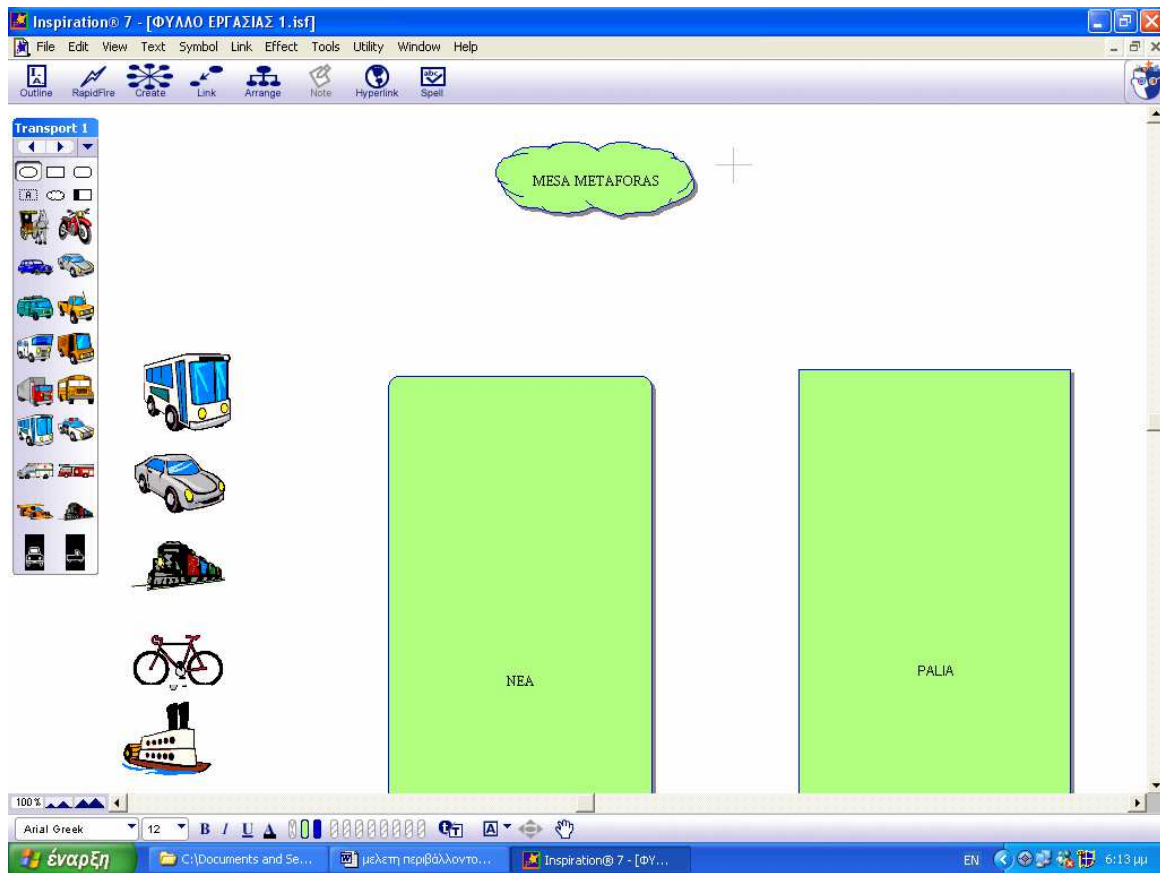 Inspiration® 7 - [ΦΥΛΛΟ ΕΡΓΑΣΙΑΣ 1.isf]
File Edit View Text Symbol Link Effect Tools Utility Window Help
Outline RapidFire Create Link Arrange Note Hyperlink Spell
Transport 1
MESA METAFORAS
NEA
PALIA
100%
Arial Greek 12 B I U A
έναρξη C:\Documents and Se... μελετη περιβάλλοντο... Inspiration® 7 - [ΦΥ... EN 6:13 μμ